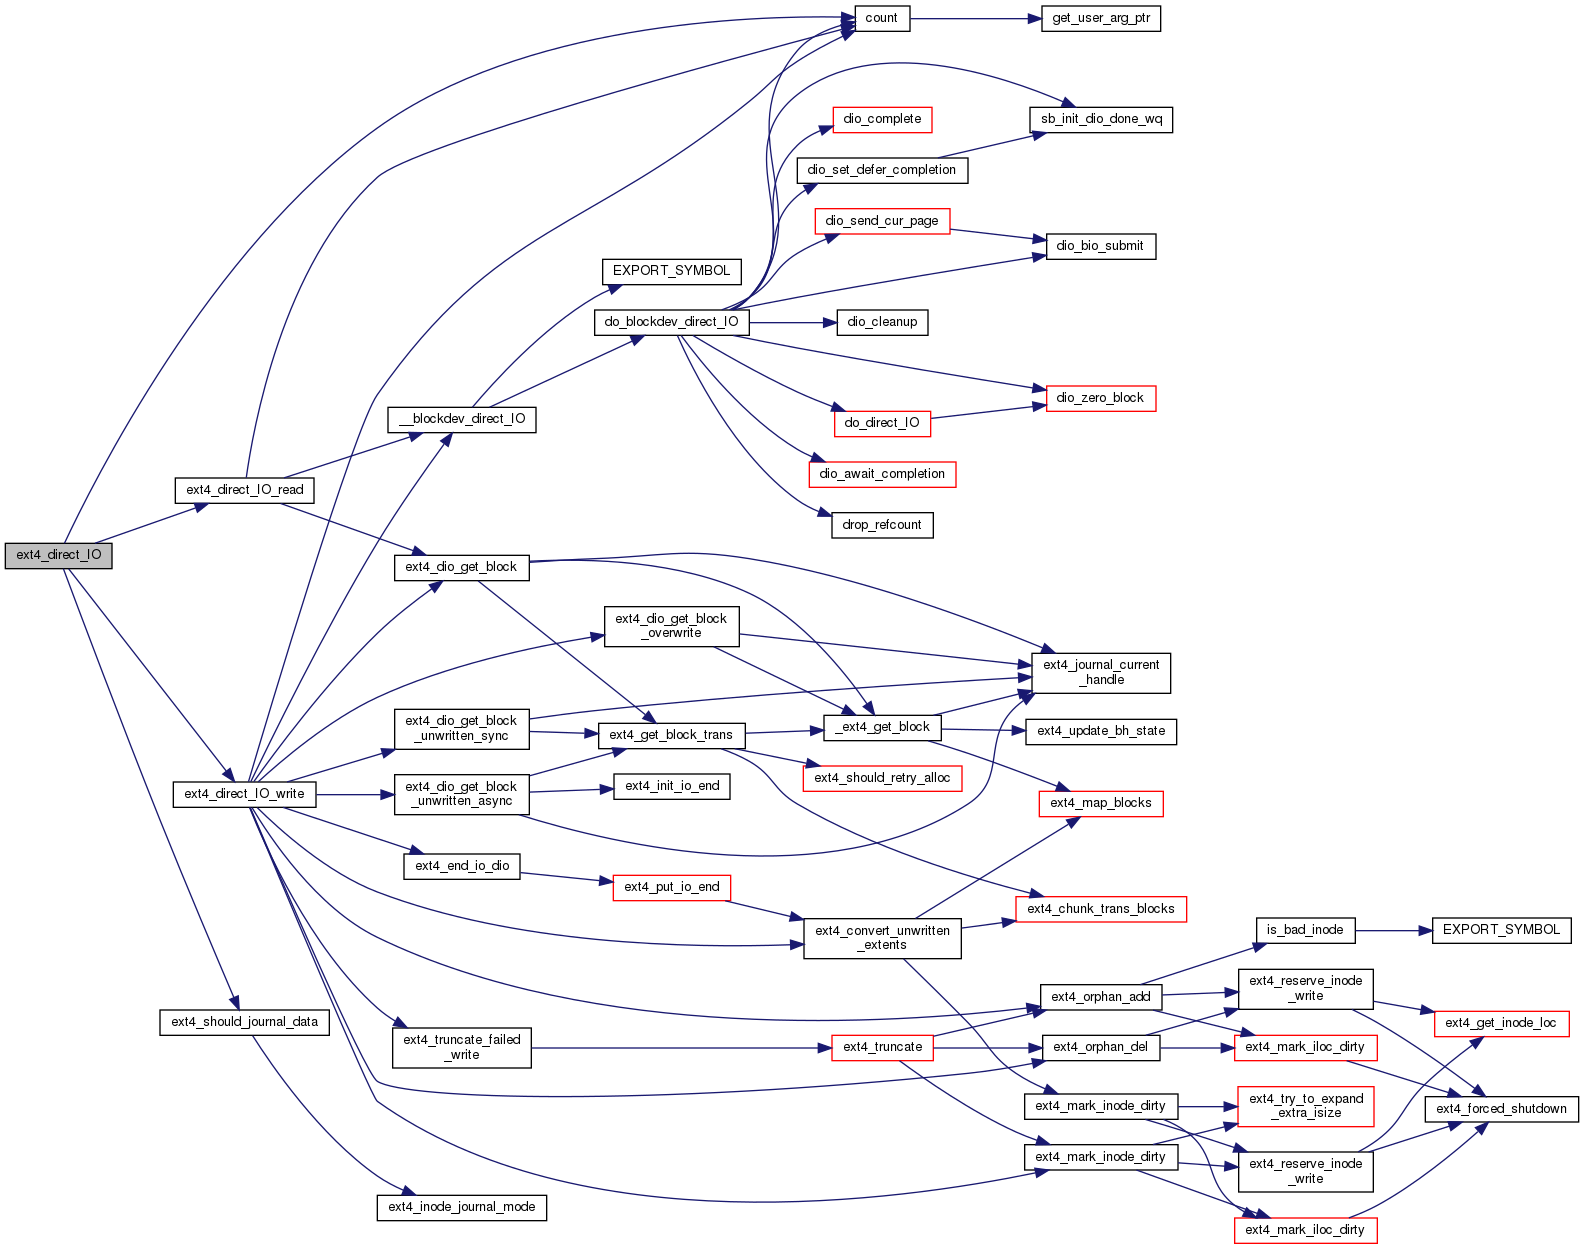 count
get_user_arg_ptr
dio_complete
sb_init_dio_done_wq
dio_set_defer_completion
dio_send_cur_page
dio_bio_submit
EXPORT_SYMBOL
do_blockdev_direct_IO
dio_cleanup
dio_zero_block
__blockdev_direct_IO
do_direct_IO
dio_await_completion
ext4_direct_IO_read
drop_refcount
ext4_direct_IO
ext4_dio_get_block
ext4_dio_get_block
_overwrite
ext4_journal_current
_handle
ext4_dio_get_block
_unwritten_sync
ext4_get_block_trans
_ext4_get_block
ext4_update_bh_state
ext4_should_retry_alloc
ext4_direct_IO_write
ext4_dio_get_block
_unwritten_async
ext4_init_io_end
ext4_map_blocks
ext4_end_io_dio
ext4_put_io_end
ext4_chunk_trans_blocks
ext4_convert_unwritten
_extents
is_bad_inode
EXPORT_SYMBOL
ext4_orphan_add
ext4_reserve_inode
_write
ext4_should_journal_data
ext4_get_inode_loc
ext4_truncate_failed
_write
ext4_truncate
ext4_orphan_del
ext4_mark_iloc_dirty
ext4_mark_inode_dirty
ext4_try_to_expand
_extra_isize
ext4_forced_shutdown
ext4_mark_inode_dirty
ext4_reserve_inode
_write
ext4_inode_journal_mode
ext4_mark_iloc_dirty